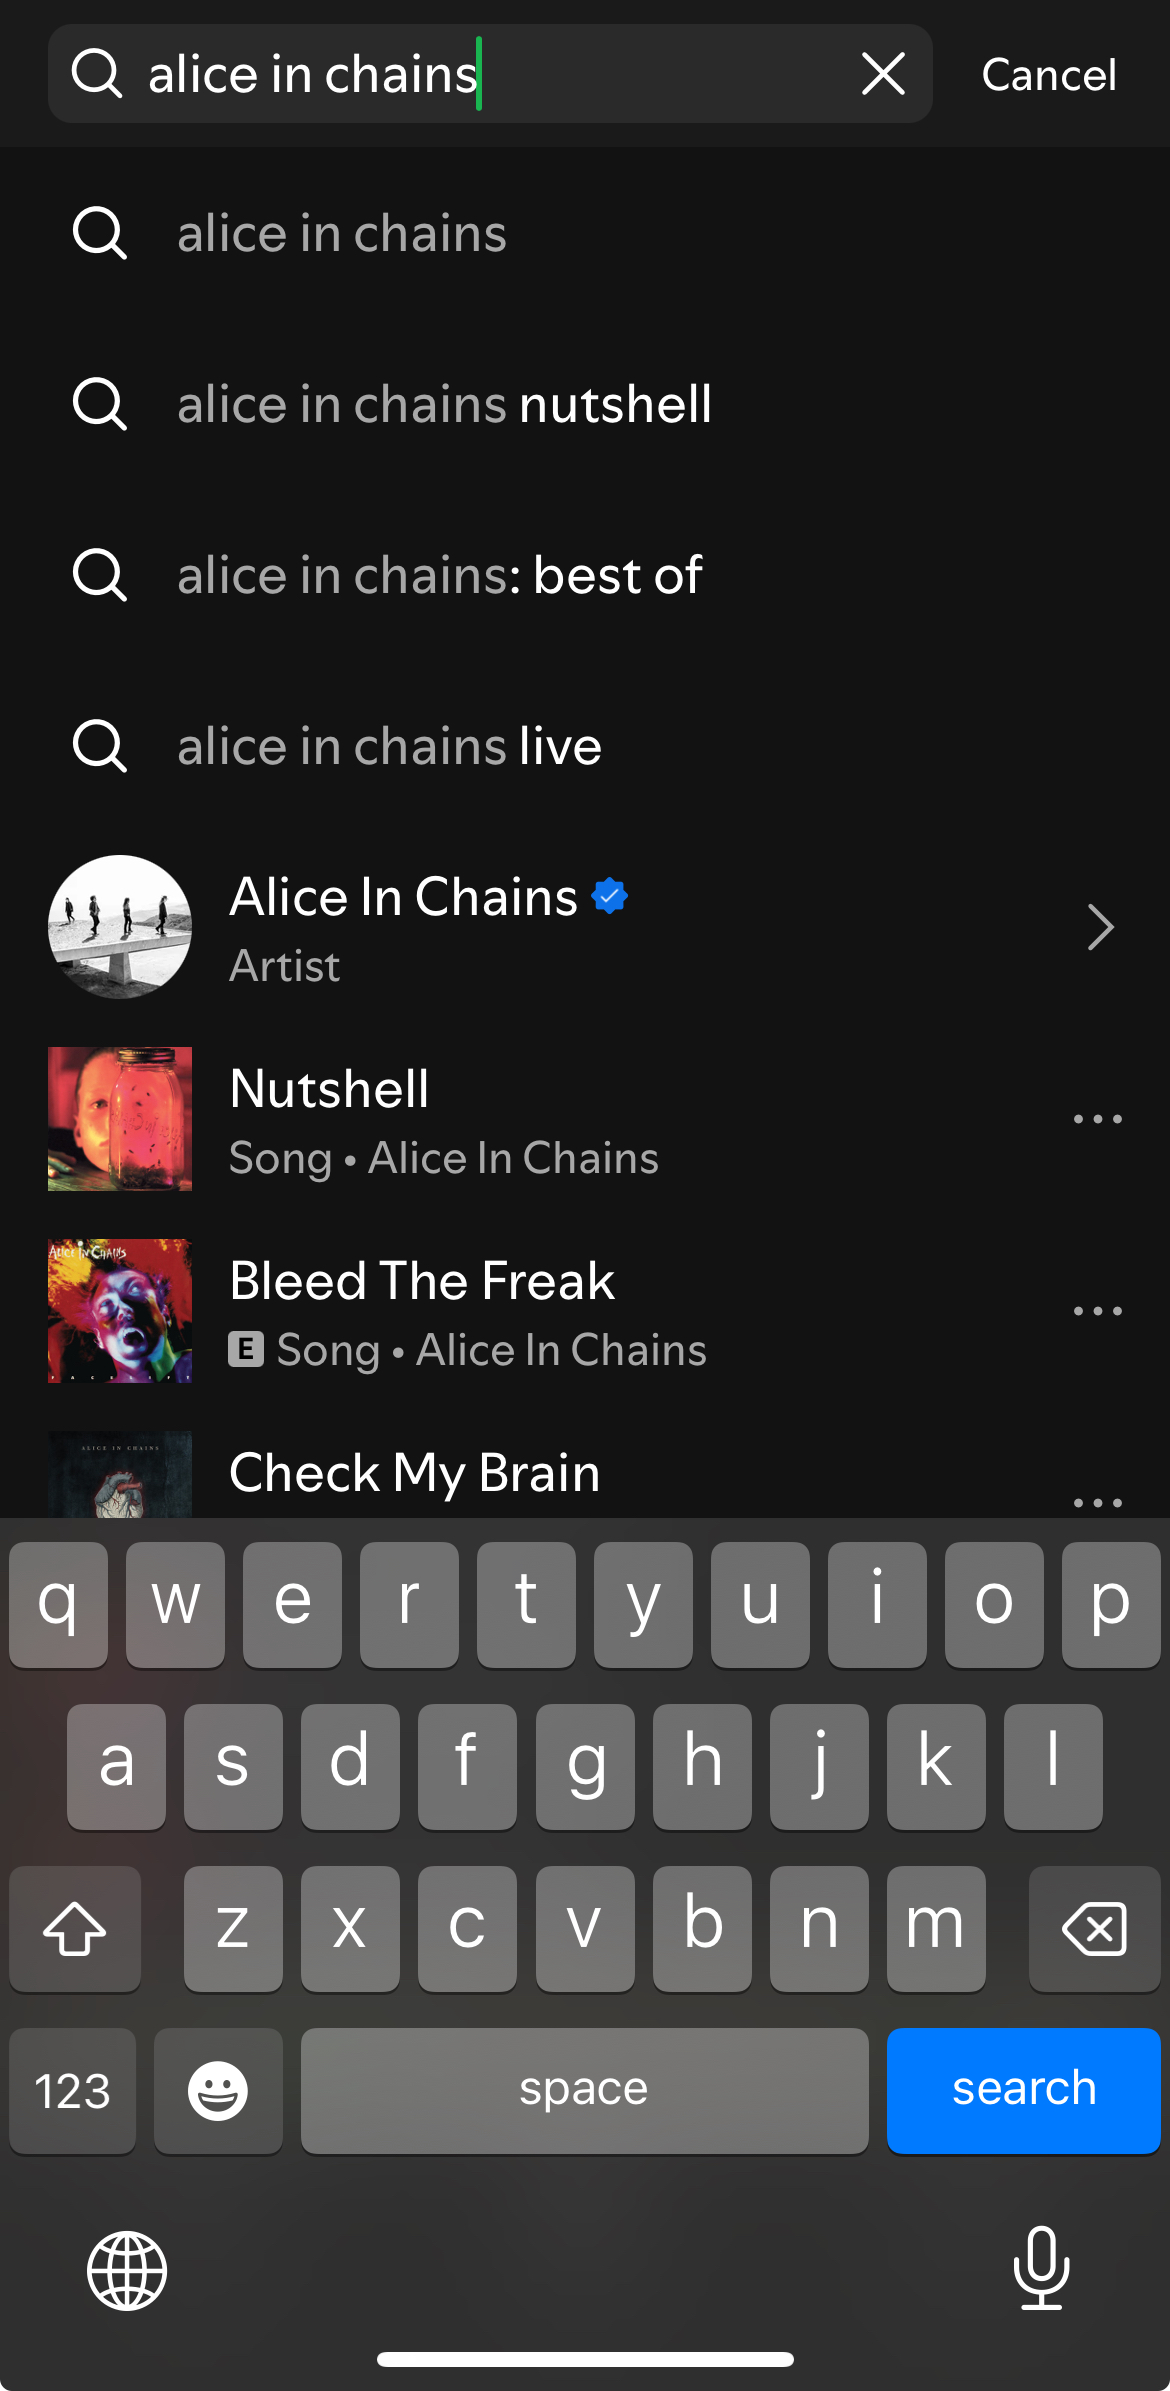 alice in chains
Cancel
alice in chains
alice in chains nutshell
alice in chains: best of
alice in chains live
Alice In Chains
Artist
Nutshell
Song • Alice In Chains
ALICE IN CHAINS
Bleed The Freak
E Song • Alice In Chains
FACELIFT
ALICE IN CHAINS
Check My Brain
q w e r t y u i o p
a s d f g h j k l
z x c v b n m
123
space
search